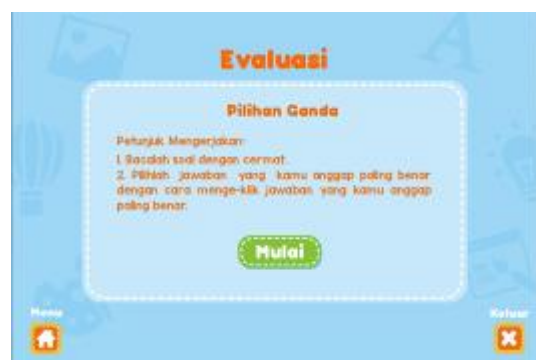 Evaluasi
Pilihan Ganda
Petunjuk Mengerjakan:
1. Bacalah soal dengan cermat.
2. Pilihlah jawaban yang kamu anggap paling benar
dengan cara menge-klik jawaban yang kamu anggap
paling benar.
Mulai
Menu
Keluar